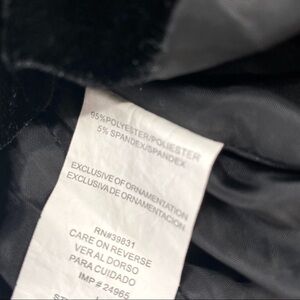 95%POLYESTER/POLIESTER
5% SPANDEX/SPANDEX
EXCLUSIVE OF ORNAMENTATION
EXCLUSIVA DE ORNAMENTACION
RN#39831
CARE ON REVERSE
VER AL DORSO
PARA CUIDADO
IMP # 24965